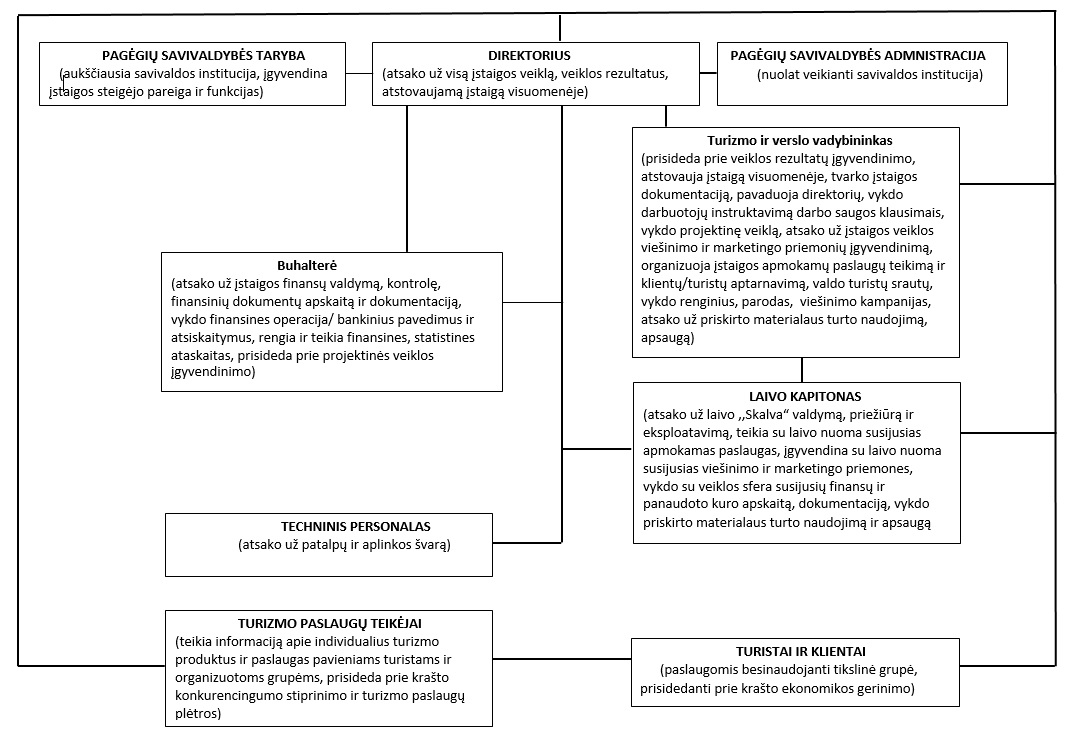 PAGĖGIŲ SAVIVALDYBĖS TARYBA
(aukščiausia savivaldos institucija, įgyvendina
įstaigos steigėjo pareiga ir funkcijas)
DIREKTORIUS
(atsako už visą įstaigos veiklą, veiklos rezultatus,
atstovaujamą įstaigą visuomenėje)
PAGĖGIŲ SAVIVALDYBĖS ADMNISTRACIJA
(nuolat veikianti savivaldos institucija)
Turizmo ir verslo vadybininkas
(prisideda prie veiklos rezultatų įgyvendinimo,
atstovauja įstaigą visuomenėje, tvarko įstaigos
dokumentaciją, pavaduoja direktorių, vykdo
darbuotojų instruktavimą darbo saugos klausimais,
vykdo projektinę veiklą, atsako už įstaigos veiklos
viešinimo ir marketingo priemonių įgyvendinimą,
organizuoja įstaigos apmokamų paslaugų teikimą ir
klientų/turistų aptarnavimą, valdo turistų srautų,
vykdo renginius, parodas, viešinimo kampanijas,
atsako už priskirto materialaus turto naudojimą,
apsaugą)
Buhalterė
(atsako už įstaigos finansų valdymą, kontrolę,
finansinių dokumentų apskaitą ir dokumentaciją,
vykdo finansines operacija/ bankinius pavedimus ir
atsiskaitymus, rengia ir teikia finansines, statistines
ataskaitas, prisideda prie projektinės veiklos
įgyvendinimo)
LAIVO KAPITONAS
(atsako už laivo ,,Skalva“ valdymą, priežiūrą ir
eksploatavimą, teikia su laivo nuoma susijusias
apmokamas paslaugas, įgyvendina su laivo nuoma
susijusias viešinimo ir marketingo priemones,
vykdo su veiklos sfera susijusių finansų ir
panaudoto kuro apskaitą, dokumentaciją, vykdo
priskirto materialaus turto naudojimą ir apsaugą
TECHNINIS PERSONALAS
(atsako už patalpų ir aplinkos švarą)
TURIZMO PASLAUGŲ TEIKĖJAI
(teikia informaciją apie individualius turizmo
produktus ir paslaugas pavieniams turistams ir
organizuotoms grupėms, prisideda prie krašto
konkurencingumo stiprinimo ir turizmo paslaugų
plėtros)
TURISTAI IR KLIENTAI
(paslaugomis besinaudojanti tikslinė grupė,
prisidedanti prie krašto ekonomikos gerinimo)